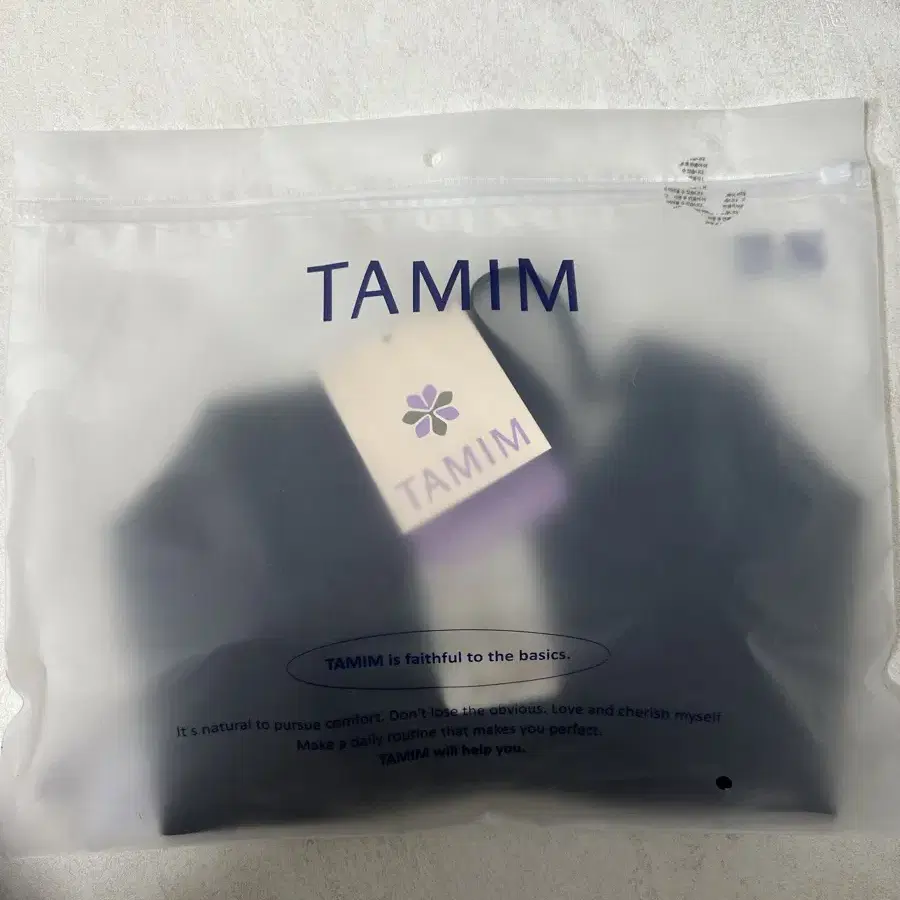 TAMIM
TAMIM
TAMIM is faithful to the basics.
It's natural to pursue comfort. Don't lose the obvious. Love and cherish myself
Make a daily routine that makes you perfect.
TAMIM will help you.